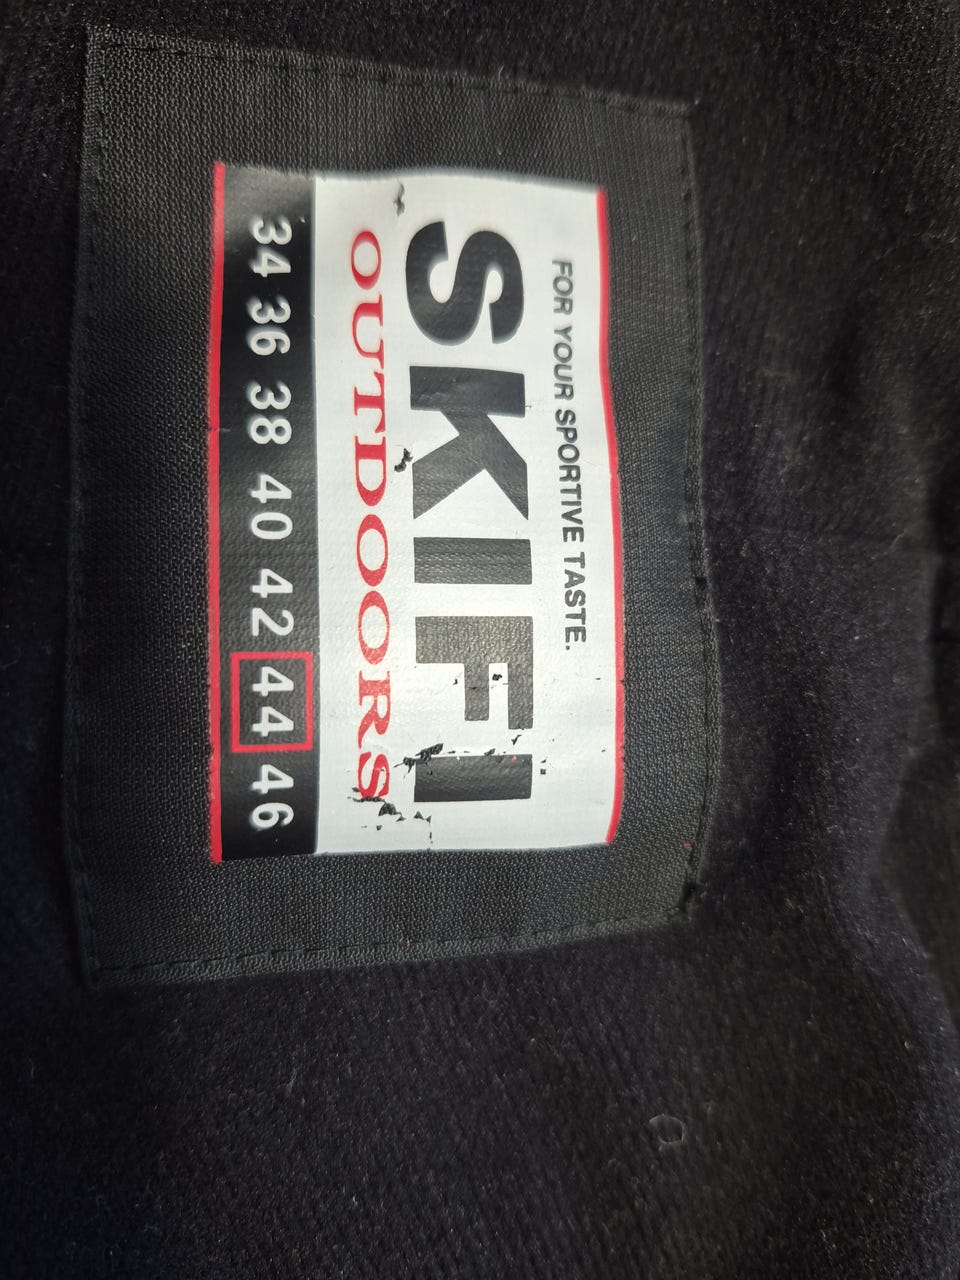 FOR YOUR SPORTIVE TASTE.
SKIFI
OUTDOORS
34 36 38 40 42 44 46